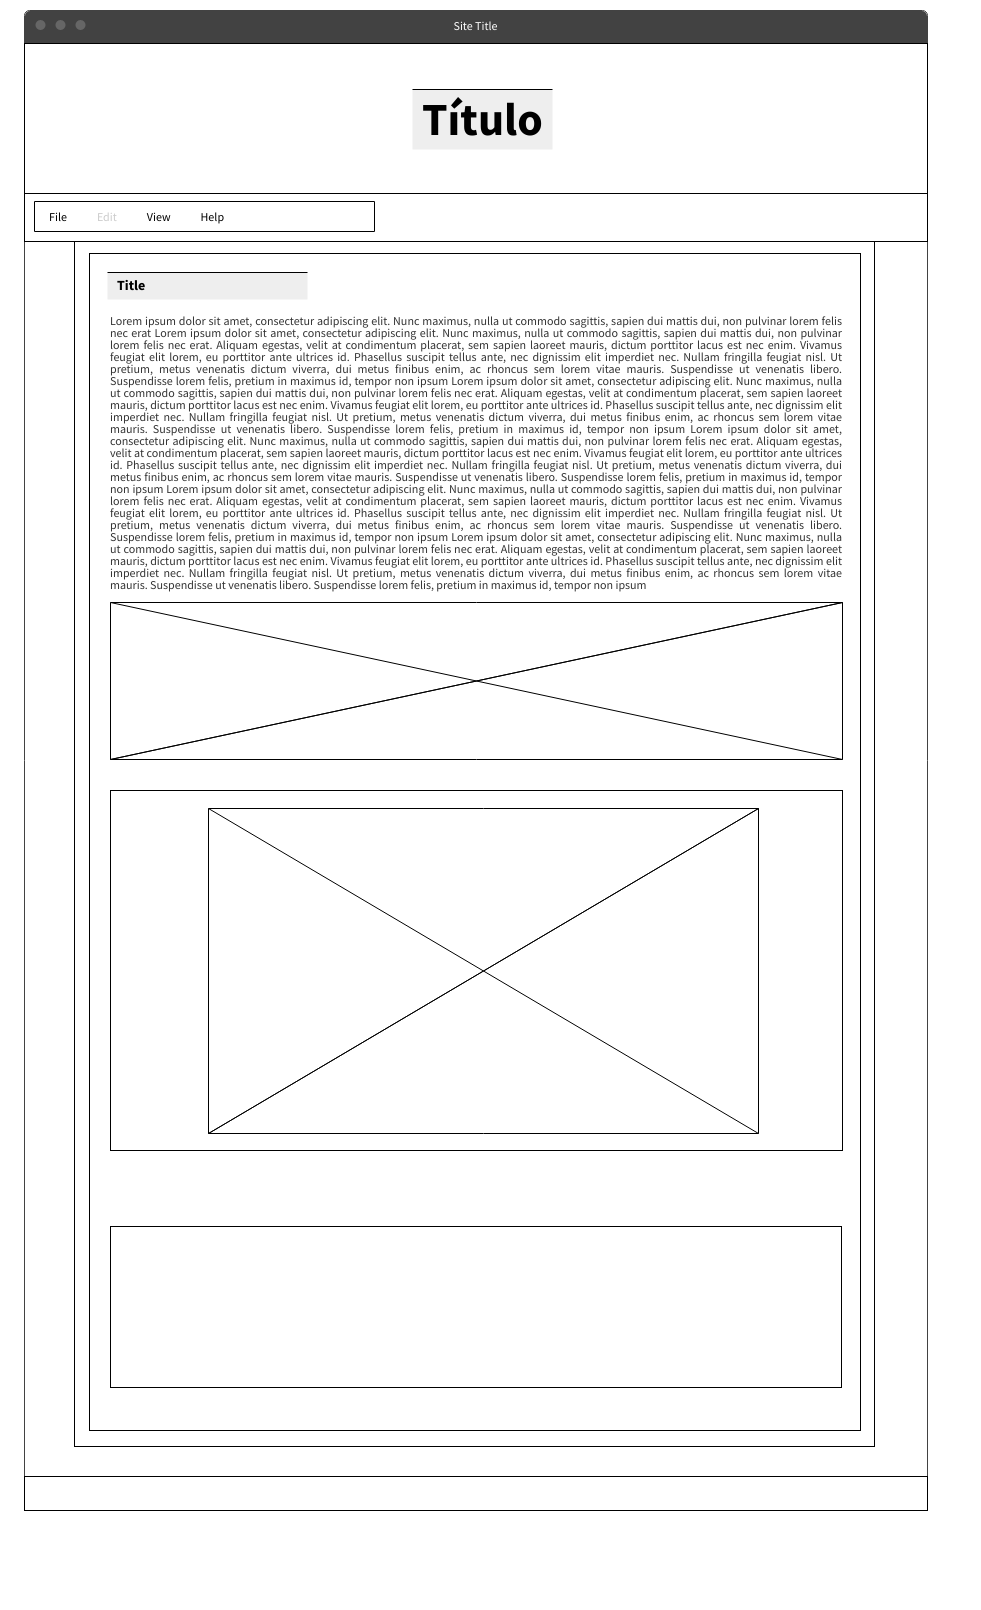 Site Title
Título
File Edit View Help
Title
Lorem ipsum dolor sit amet, consectetur adipiscing elit. Nunc maximus, nulla ut commodo sagittis, sapien dui mattis dui, non pulvinar lorem felis
nec erat Lorem ipsum dolor sit amet, consectetur adipiscing elit. Nunc maximus, nulla ut commodo sagittis, sapien dui mattis dui, non pulvinar
lorem felis nec erat. Aliquam egestas, velit at condimentum placerat, sem sapien laoreet mauris, dictum porttitor lacus est nec enim. Vivamus
feugiat elit lorem, eu porttitor ante ultrices id. Phasellus suscipit tellus ante, nec dignissim elit imperdiet nec. Nullam fringilla feugiat nisl. Ut
pretium, metus venenatis dictum viverra, dui metus finibus enim, ac rhoncus sem lorem vitae mauris. Suspendisse ut venenatis libero.
Suspendisse lorem felis, pretium in maximus id, tempor non ipsum Lorem ipsum dolor sit amet, consectetur adipiscing elit. Nunc maximus, nulla
ut commodo sagittis, sapien dui mattis dui, non pulvinar lorem felis nec erat. Aliquam egestas, velit at condimentum placerat, sem sapien laoreet
mauris, dictum porttitor lacus est nec enim. Vivamus feugiat elit lorem, eu porttitor ante ultrices id. Phasellus suscipit tellus ante, nec dignissim elit
imperdiet nec. Nullam fringilla feugiat nisl. Ut pretium, metus venenatis dictum viverra, dui metus finibus enim, ac rhoncus sem lorem vitae
mauris. Suspendisse ut venenatis libero. Suspendisse lorem felis, pretium in maximus id, tempor non ipsum Lorem ipsum dolor sit amet,
consectetur adipiscing elit. Nunc maximus, nulla ut commodo sagittis, sapien dui mattis dui, non pulvinar lorem felis nec erat. Aliquam egestas,
velit at condimentum placerat, sem sapien laoreet mauris, dictum porttitor lacus est nec enim. Vivamus feugiat elit lorem, eu porttitor ante ultrices
id. Phasellus suscipit tellus ante, nec dignissim elit imperdiet nec. Nullam fringilla feugiat nisl. Ut pretium, metus venenatis dictum viverra, dui
metus finibus enim, ac rhoncus sem lorem vitae mauris. Suspendisse ut venenatis libero. Suspendisse lorem felis, pretium in maximus id, tempor
non ipsum Lorem ipsum dolor sit amet, consectetur adipiscing elit. Nunc maximus, nulla ut commodo sagittis, sapien dui mattis dui, non pulvinar
lorem felis nec erat. Aliquam egestas, velit at condimentum placerat, sem sapien laoreet mauris, dictum porttitor lacus est nec enim. Vivamus
feugiat elit lorem, eu porttitor ante ultrices id. Phasellus suscipit tellus ante, nec dignissim elit imperdiet nec. Nullam fringilla feugiat nisl. Ut
pretium, metus venenatis dictum viverra, dui metus finibus enim, ac rhoncus sem lorem vitae mauris. Suspendisse ut venenatis libero.
Suspendisse lorem felis, pretium in maximus id, tempor non ipsum Lorem ipsum dolor sit amet, consectetur adipiscing elit. Nunc maximus, nulla
ut commodo sagittis, sapien dui mattis dui, non pulvinar lorem felis nec erat. Aliquam egestas, velit at condimentum placerat, sem sapien laoreet
mauris, dictum porttitor lacus est nec enim. Vivamus feugiat elit lorem, eu porttitor ante ultrices id. Phasellus suscipit tellus ante, nec dignissim elit
imperdiet nec. Nullam fringilla feugiat nisl. Ut pretium, metus venenatis dictum viverra, dui metus finibus enim, ac rhoncus sem lorem vitae
mauris. Suspendisse ut venenatis libero. Suspendisse lorem felis, pretium in maximus id, tempor non ipsum